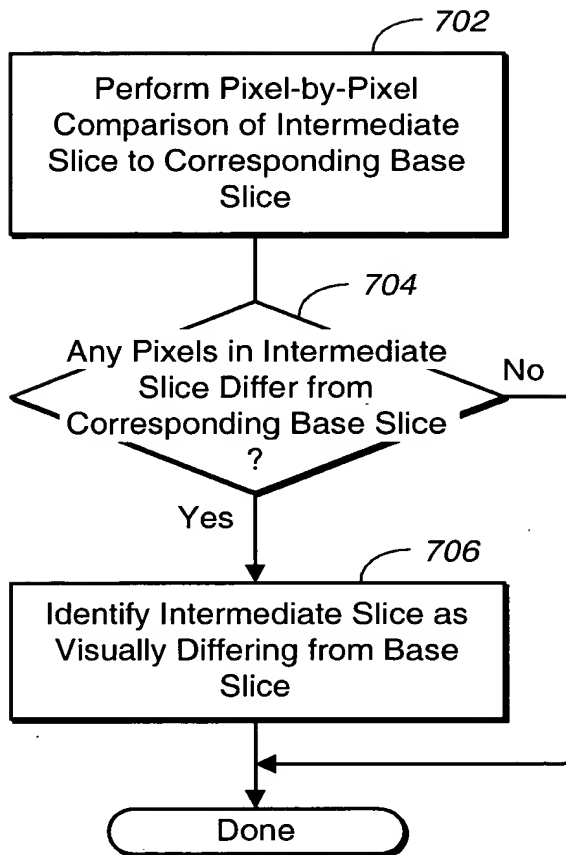 702
Perform Pixel-by-Pixel
Comparison of Intermediate
Slice to Corresponding Base
Slice
704
Any Pixels in Intermediate
Slice Differ from
Corresponding Base Slice
?
No
Yes
706
Identify Intermediate Slice as
Visually Differing from Base
Slice
Done